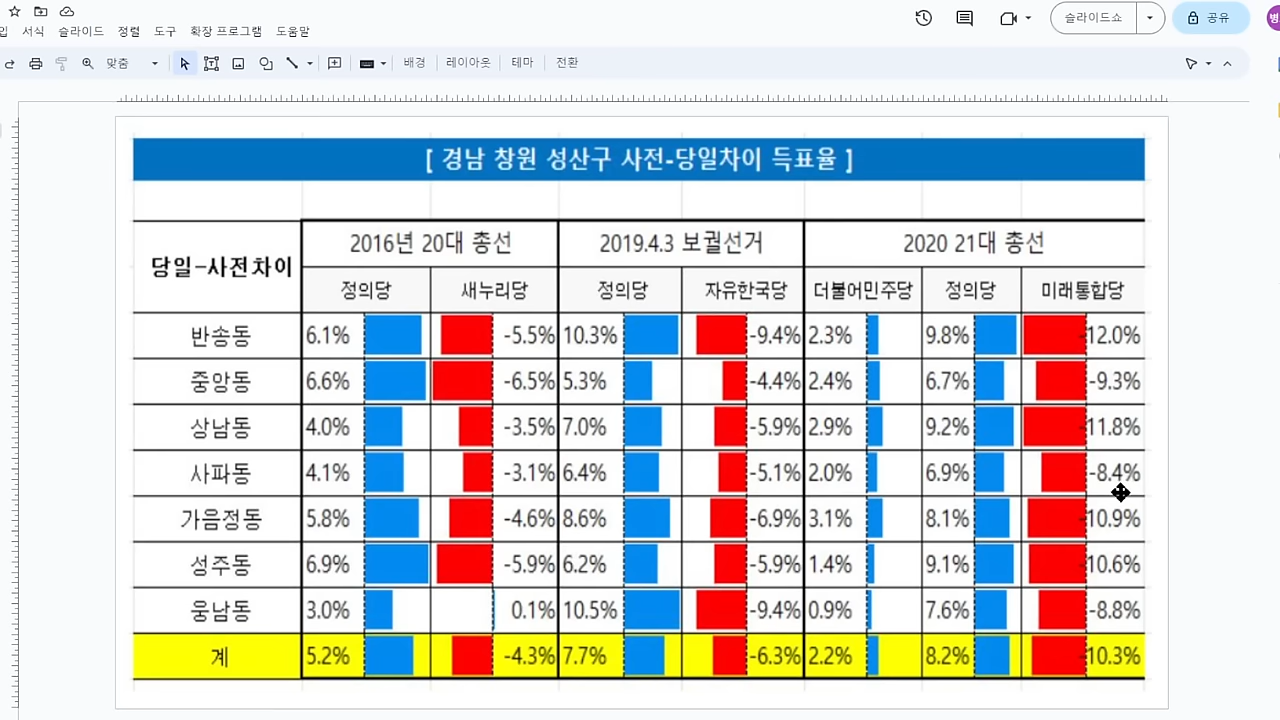 입 서식 슬라이드 정렬 도구 확장 프로그램 도움말
슬라이드쇼
공유
맞춤
배경 레이아웃 테마 전환
[ 경남 창원 성산구 사전-당일차이 득표율 ]
당일-사전차이 2016년 20대 총선 2019.4.3 보궐선거 2020 21대 총선
정의당 새누리당 정의당 자유한국당 더불어민주당 정의당 미래통합당
반송동 6.1% -5.5% 10.3% -9.4% 2.3% 9.8% -12.0%
중앙동 6.6% -6.5% 5.3% -4.4% 2.4% 6.7% -9.3%
상남동 4.0% -3.5% 7.0% -5.9% 2.9% 9.2% -11.8%
사파동 4.1% -3.1% 6.4% -5.1% 2.0% 6.9% -8.4%
가음정동 5.8% -4.6% 8.6% -6.9% 3.1% 8.1% -10.9%
성주동 6.9% -5.9% 6.2% -5.9% 1.4% 9.1% -10.6%
웅남동 3.0% 0.1% 10.5% -9.4% 0.9% 7.6% -8.8%
계 5.2% -4.3% 7.7% -6.3% 2.2% 8.2% -10.3%